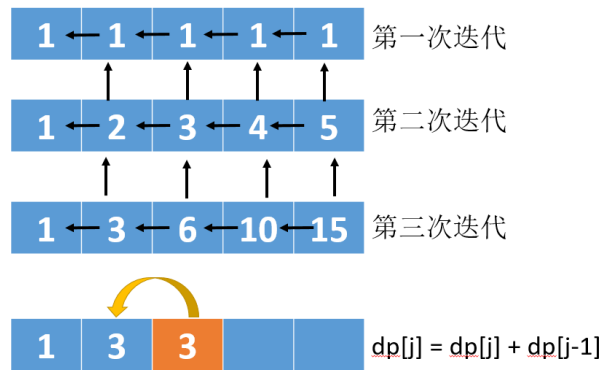 1 1 1 1 1 第一次迭代
1 2 3 4 5 第二次迭代
1 3 6 10 15 第三次迭代
1 3 3 dp[j] = dp[j] + dp[j-1]